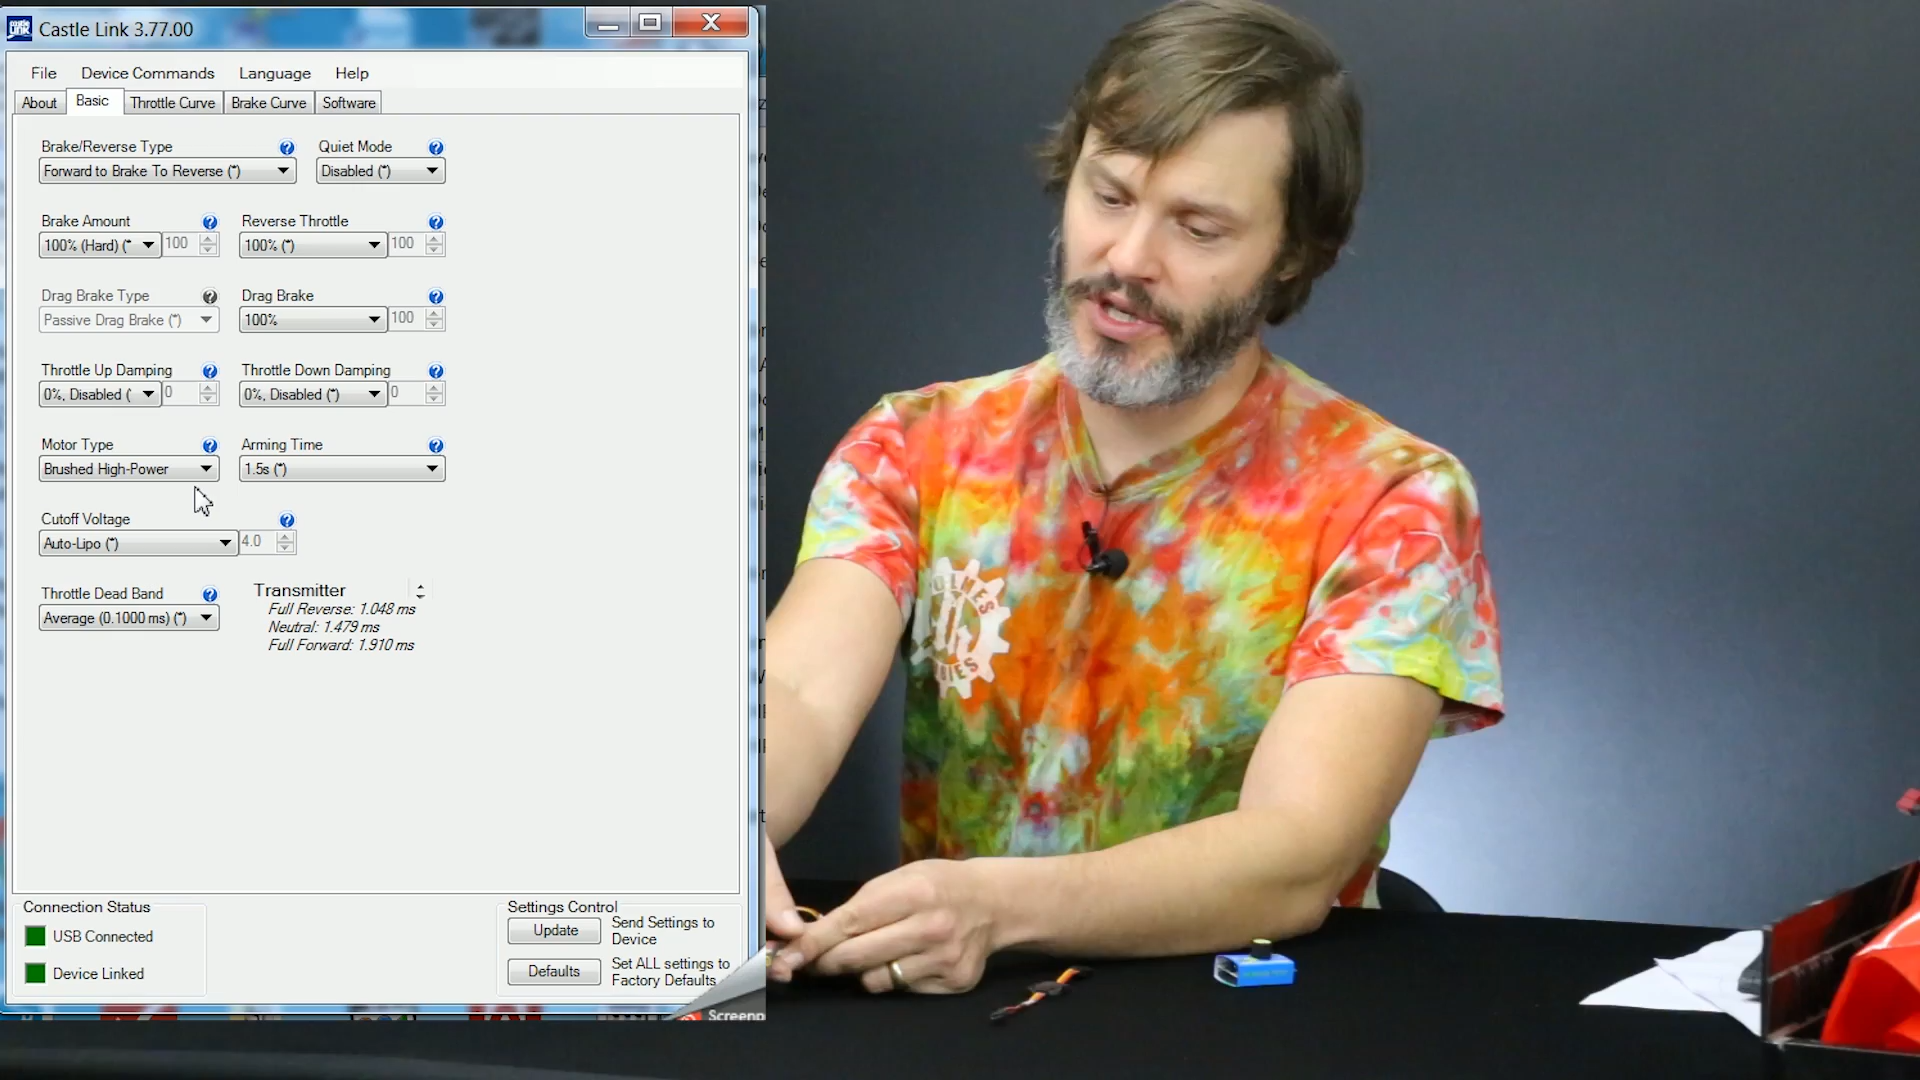 Castle Link 3.77.00
File Device Commands Language Help
About Basic Throttle Curve Brake Curve Software
Brake/Reverse Type Quiet Mode
Forward to Brake To Reverse (*) Disabled (*)
Brake Amount Reverse Throttle
100% (Hard) (* 100 100% (*) 100
Drag Brake Type Drag Brake
Passive Drag Brake (*) 100% 100
Throttle Up Damping Throttle Down Damping
0%, Disabled ( 0 0%, Disabled (*) 0
Motor Type Arming Time
Brushed High-Power 1.5s (*)
Cutoff Voltage
Auto-Lipo (*) 4.0
Throttle Dead Band
Average (0.1000 ms) (*)
Transmitter
Full Reverse: 1.048 ms
Neutral: 1.479 ms
Full Forward: 1.910 ms
Connection Status
USB Connected
Device Linked
Settings Control
Update Send Settings to
Device
Defaults Set ALL settings to
Factory Defaults
Screenp